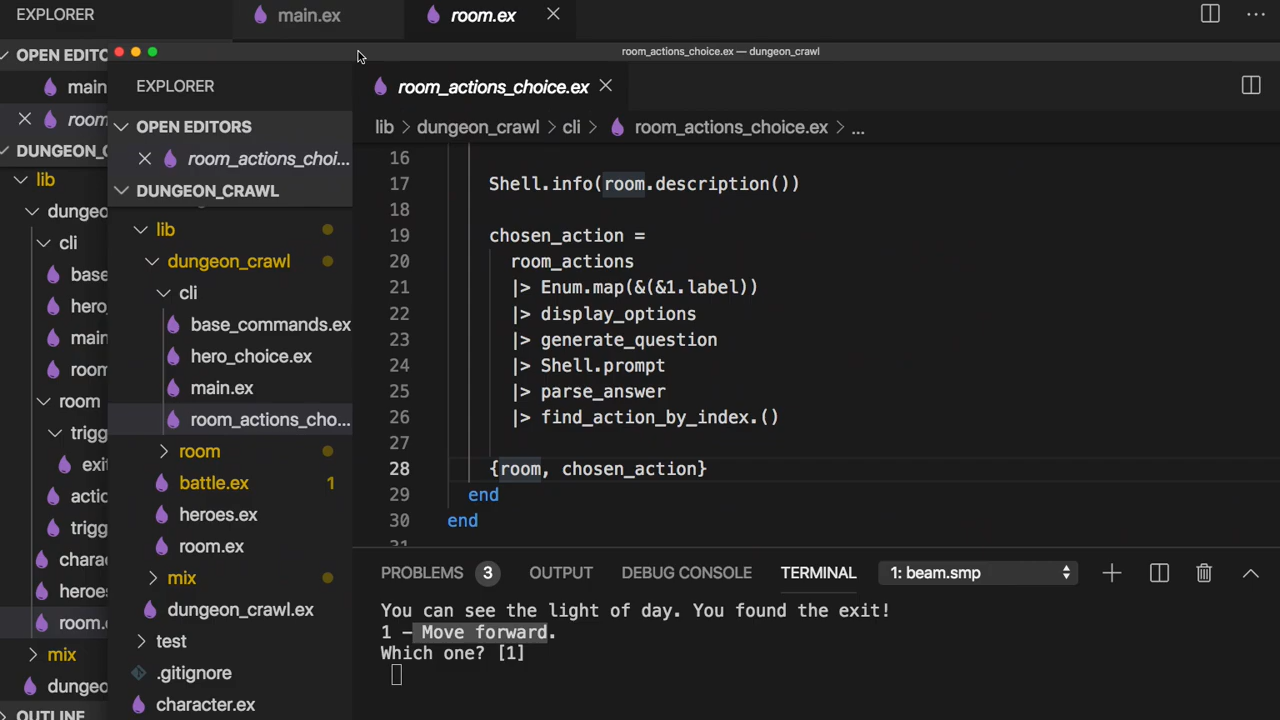 EXPLORER
main.ex
room.ex
OPEN EDITO
main
room
DUNGEON_C
lib
dungeo
cli
base
hero
main
room
room
trigg
exit
actic
trigg
chara
heroe
room.
mix
dunge
OUTLINE
room_actions_choice.ex — dungeon_crawl
EXPLORER
OPEN EDITORS
room_actions_choi...
DUNGEON_CRAWL
lib
dungeon_crawl
cli
base_commands.ex
hero_choice.ex
main.ex
room_actions_cho...
room
battle.ex 1
heroes.ex
room.ex
mix
dungeon_crawl.ex
test
.gitignore
character.ex
room_actions_choice.ex
lib > dungeon_crawl > cli > room_actions_choice.ex > ...
16
17 Shell.info(room.description())
18
19 chosen_action =
20 room_actions
21 |> Enum.map(&(&1.label))
22 |> display_options
23 |> generate_question
24 |> Shell.prompt
25 |> parse_answer
26 |> find_action_by_index.()
27
28 {room, chosen_action}
29 end
30 end
31
PROBLEMS 3 OUTPUT DEBUG CONSOLE TERMINAL 1: beam.smp
You can see the light of day. You found the exit!
1 - Move forward.
Which one? [1]